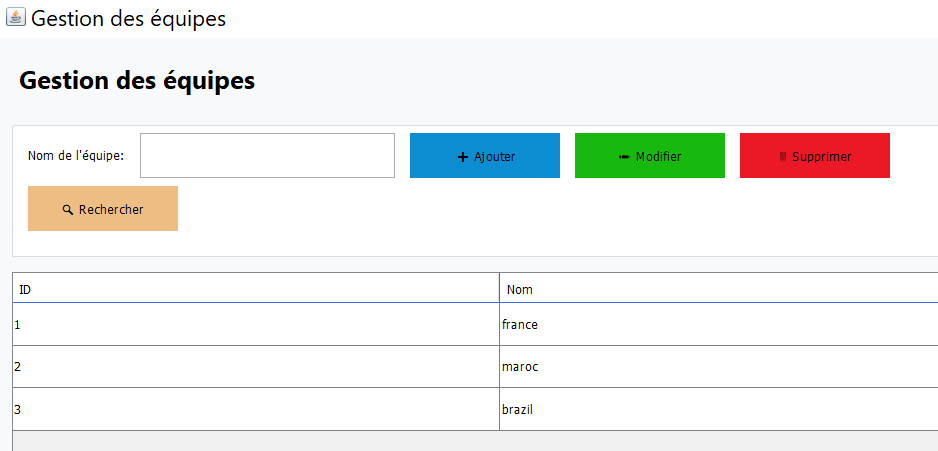 Gestion des équipes
Gestion des équipes
Nom de l'équipe: Ajouter Modifier Supprimer
Rechercher
ID Nom
1 france
2 maroc
3 brazil